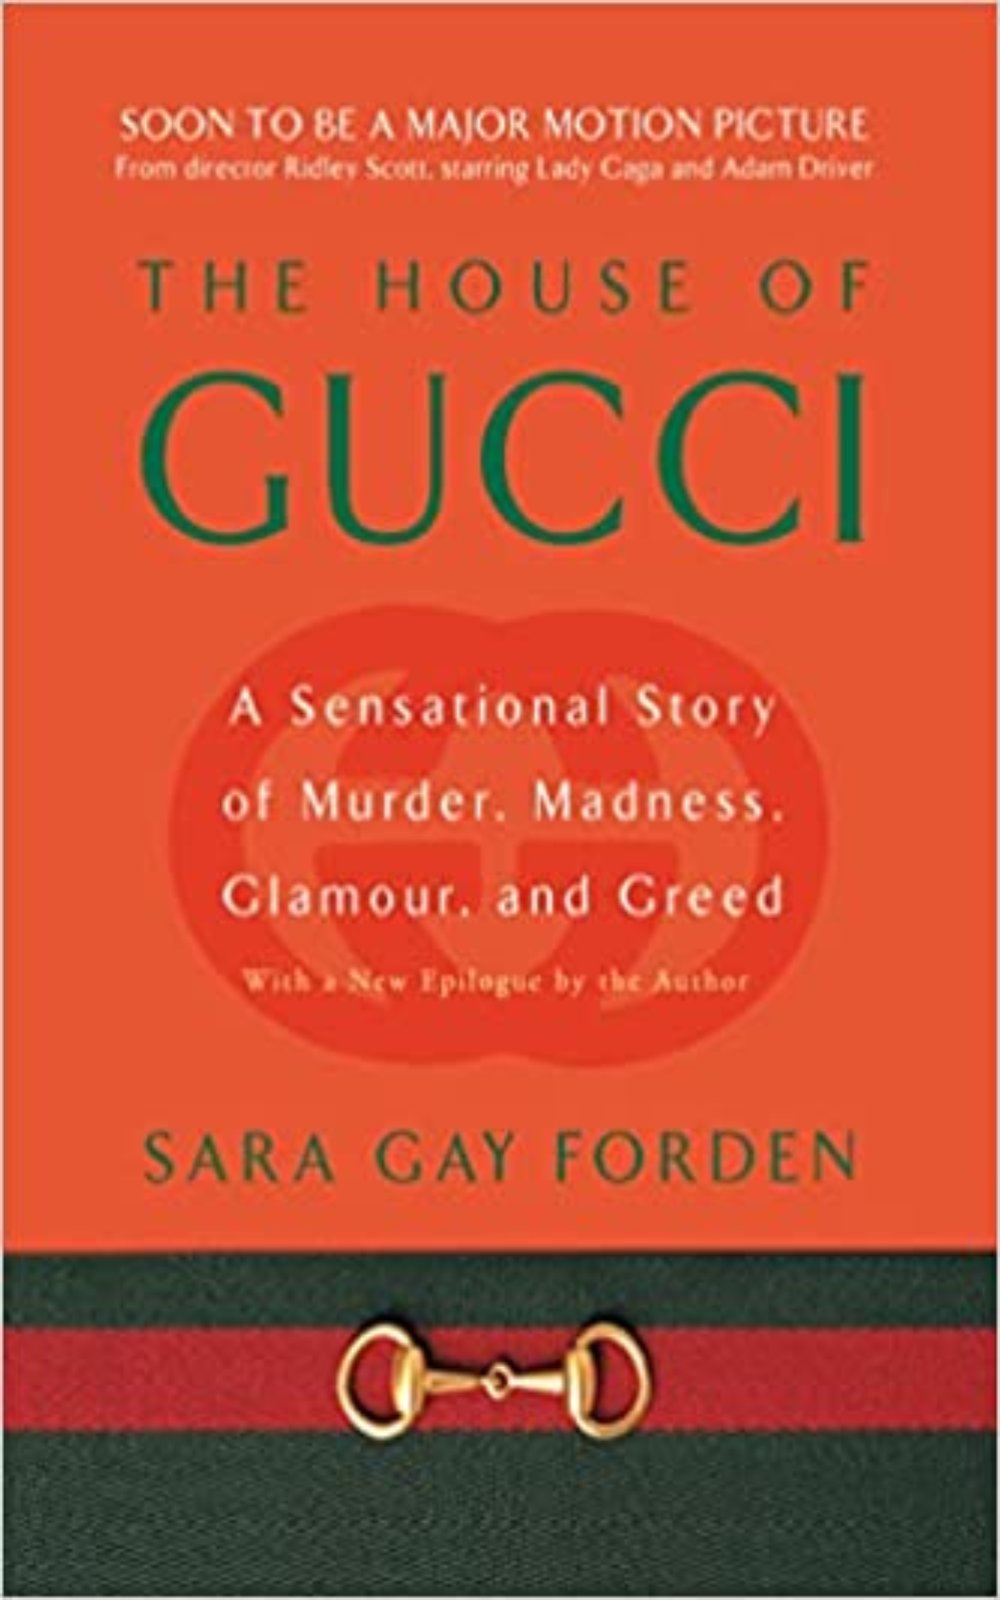 SOON TO BE A MAJOR MOTION PICTURE
From director Ridley Scott, starring Lady Gaga and Adam Driver
THE HOUSE OF
GUCCI
A Sensational Story
of Murder, Madness,
Glamour, and Greed
With a New Epilogue by the Author
SARA GAY FORDEN